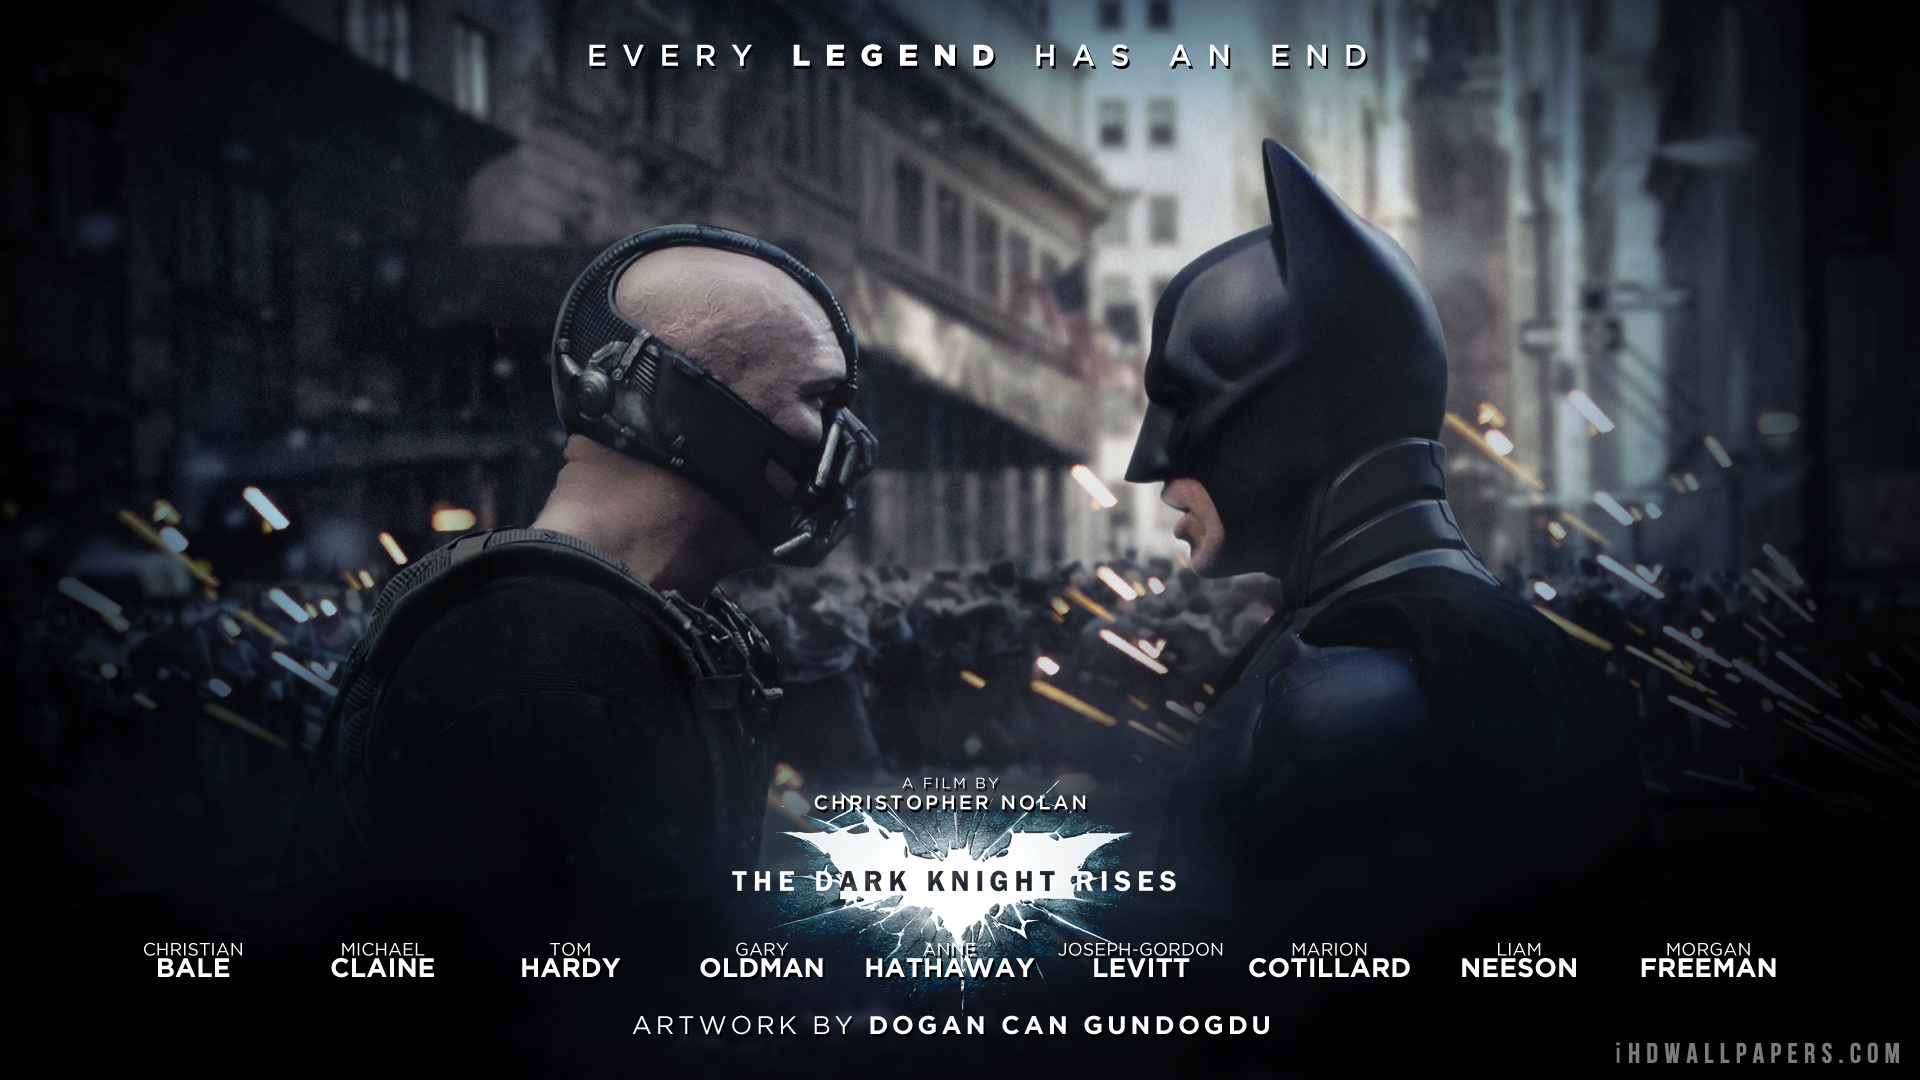 EVERY LEGEND HAS AN END
A FILM BY
CHRISTOPHER NOLAN
THE DARK KNIGHT RISES
CHRISTIAN BALE
MICHAEL CLAINE
TOM HARDY
GARY OLDMAN
ANNE HATHAWAY
JOSEPH-GORDON LEVITT
MARION COTILLARD
LIAM NEESON
MORGAN FREEMAN
ARTWORK BY DOGAN CAN GUNDOGDU
iHDWALLPAPERS.COM